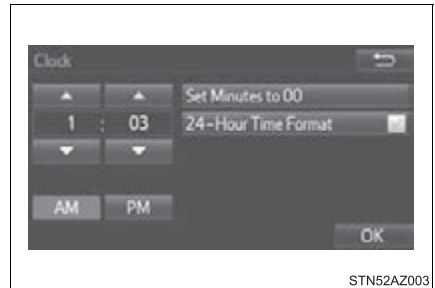 Clock
Set Minutes to 00
1 : 03
24-Hour Time Format
AM PM
OK
STN52AZ003